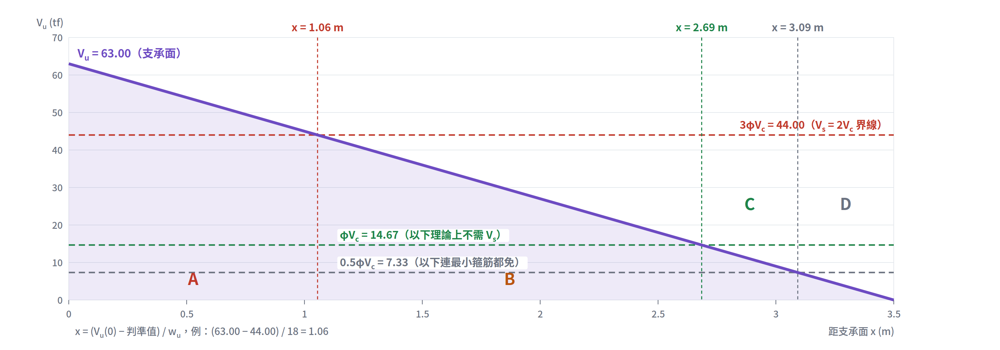 Vu (tf)
x = 1.06 m
x = 2.69 m
x = 3.09 m
70
Vu = 63.00（支承面）
60
50
3ϕVc = 44.00（Vs = 2Vc 界線）
40
30
C
D
20
ϕVc = 14.67（以下理論上不需 Vs）
10
0.5ϕVc = 7.33（以下連最小箍筋都免）
A
B
0
0
0.5
1
1.5
2
2.5
3
3.5
x = (Vu(0) − 判準值) / wu，例：(63.00 − 44.00) / 18 = 1.06
距支承面 x (m)